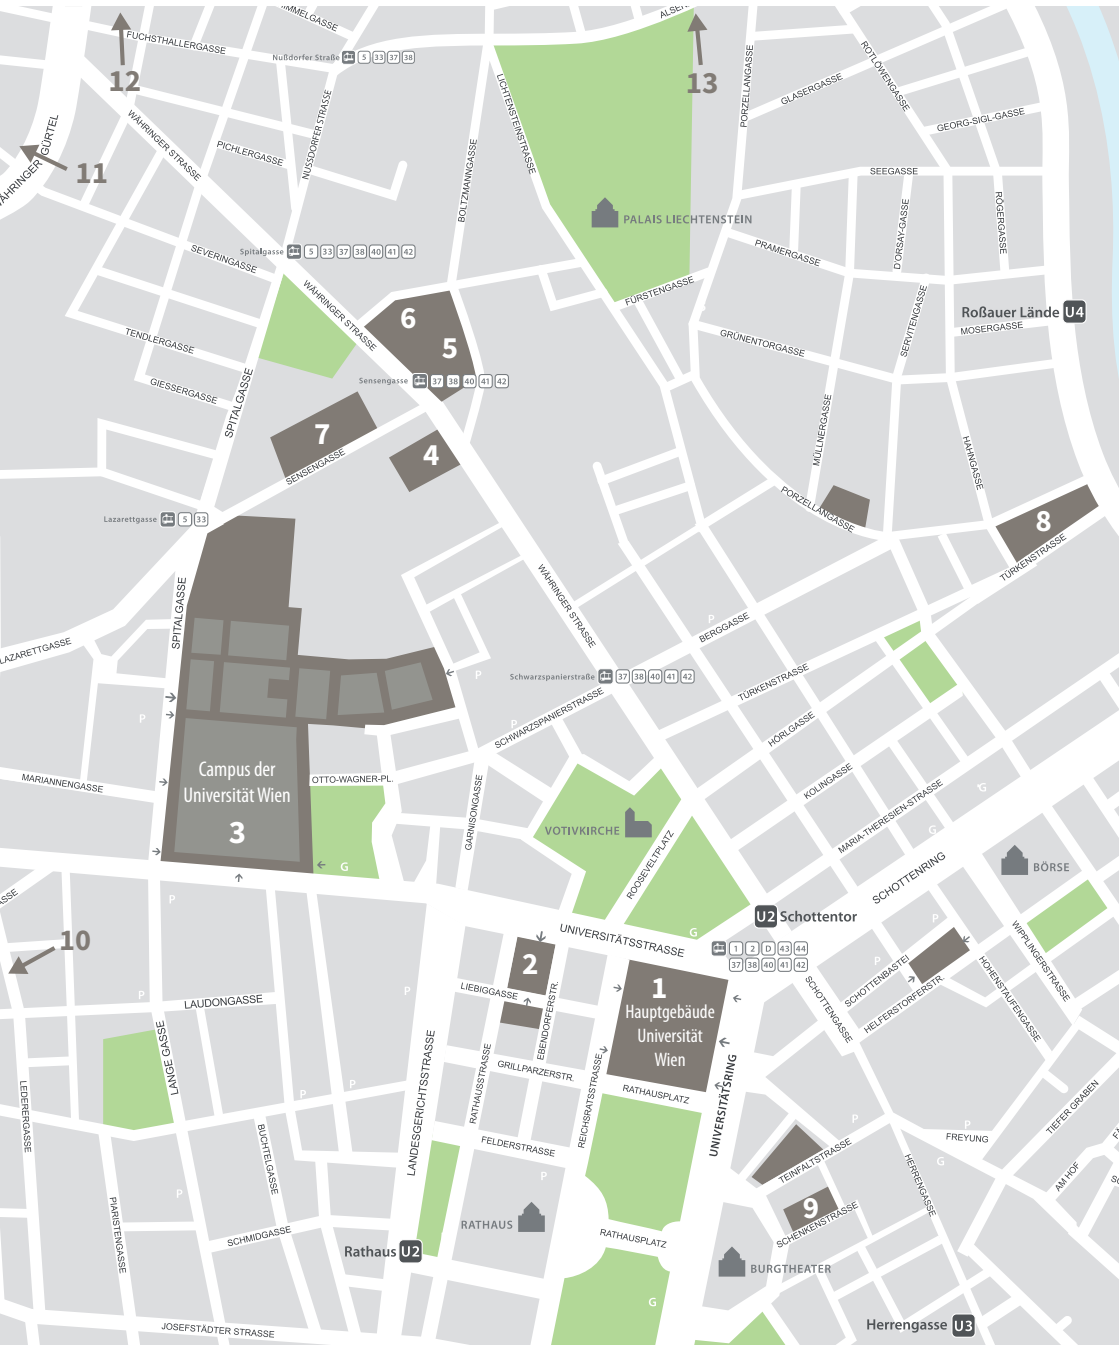 HIMMELGASSE
ALSER
FUCHSTHALLERGASSE
Nußdorfer Straße 5 33 37 38
12
13
LICHTENSTEINSTRASSE
PORZELLANGASSE
ROTLÖWENGASSE
GLASERGASSE
GEORG-SIGL-GASSE
WÄHRINGER GÜRTEL
WÄHRINGER STRASSE
NUSSDORFER STRASSE
PICHLERGASSE
BOLTZMANNGASSE
11
SEEGASSE
PALAIS LIECHTENSTEIN
D'ORSAY-GASSE
RÖGERGASSE
PRAMERGASSE
SEVERINGASSE
Spitalgasse 5 33 37 38 40 41 42
WÄHRINGER STRASSE
FÜRSTENGASSE
Roßauer Lände U4
MOSERGASSE
SERVITENGASSE
GRÜNENTORGASSE
6
5
TENDLERGASSE
GIESSERGASSE
Sensengasse 37 38 40 41 42
SPITALGASSE
7
4
SENSENGASSE
MÜLLNERGASSE
HAHNGASSE
PORZELLANGASSE
8
TÜRKENSTRASSE
Lazarettgasse 5 33
SPITALGASSE
LAZARETTGASSE
WÄHRINGER STRASSE
P
BERGGASSE
Schwarzspanierstraße 37 38 40 41 42
P
TÜRKENSTRASSE
SCHWARZSPANIERSTRASSE
P
P
HÖRLGASSE
KOLINGASSE
MARIA-THERESIEN-STRASSE
G
G
Campus der
Universität Wien
3
MARIANNENGASSE
OTTO-WAGNER-PL.
GARNISONGASSE
VOTIVKIRCHE
ROOSEVELTPLATZ
SCHOTTENRING
BÖRSE
G
P
U2 Schottentor
UNIVERSITÄTSSTRASSE
G
1 2 D 43 44
37 38 40 41 42
P
WIPPLINGERSTRASSE
HOHENSTAUFENGASSE
SCHOTTENBASTEI
HELFERSTORFERSTR.
SCHOTTENGASSE
10
2
LIEBIGGASSE
EBENDORFERSTR.
1
Hauptgebäude
Universität
Wien
P
P
LAUDONGASSE
LANGE GASSE
LANDESGERICHTSSTRASSE
RATHAUSSTRASSE
GRILLPARZERSTR.
REICHSRATSSTRASSE
RATHAUSPLATZ
UNIVERSITÄTSRING
LEDERERGASSE
P
P
BUCHTELGASSE
FELDERSTRASSE
P
TEINFALTSTRASSE
P
FREYUNG
G
TIEFER GRABEN
AM HOF
HERRENGASSE
P
PIARISTENGASSE
SCHMIDGASSE
RATHAUS
9
SCHENKENSTRASSE
RATHAUSPLATZ
Rathaus U2
BURGTHEATER
G
JOSEFSTÄDTER STRASSE
Herrengasse U3